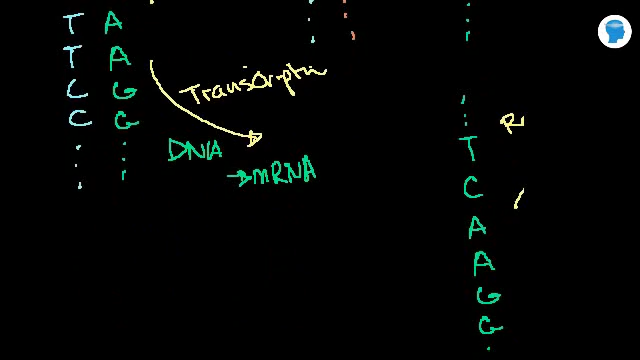 T A
T A
C G
C G
Transcription
DNA
→ mRNA
T
C
A
A
G
G